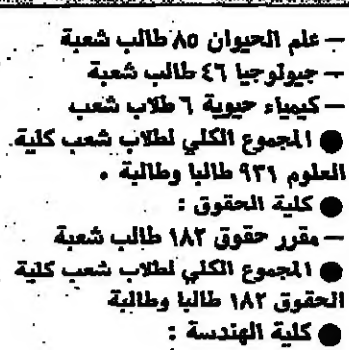 — علم الحيوان ٨٥ طالب شعبة
— جيولوجيا ٤٦ طالب شعبة
— كيمياء حيوية ٦ طلاب شعب
● المجموع الكلي لطلاب شعب كلية
العلوم ٩٣١ طالبا وطالبة .
● كلية الحقوق :
— مقرر حقوق ١٨٢ طالب شعبة
● المجموع الكلي لطلاب شعب كلية
الحقوق ١٨٢ طالبا وطالبة
● كلية الهندسة :